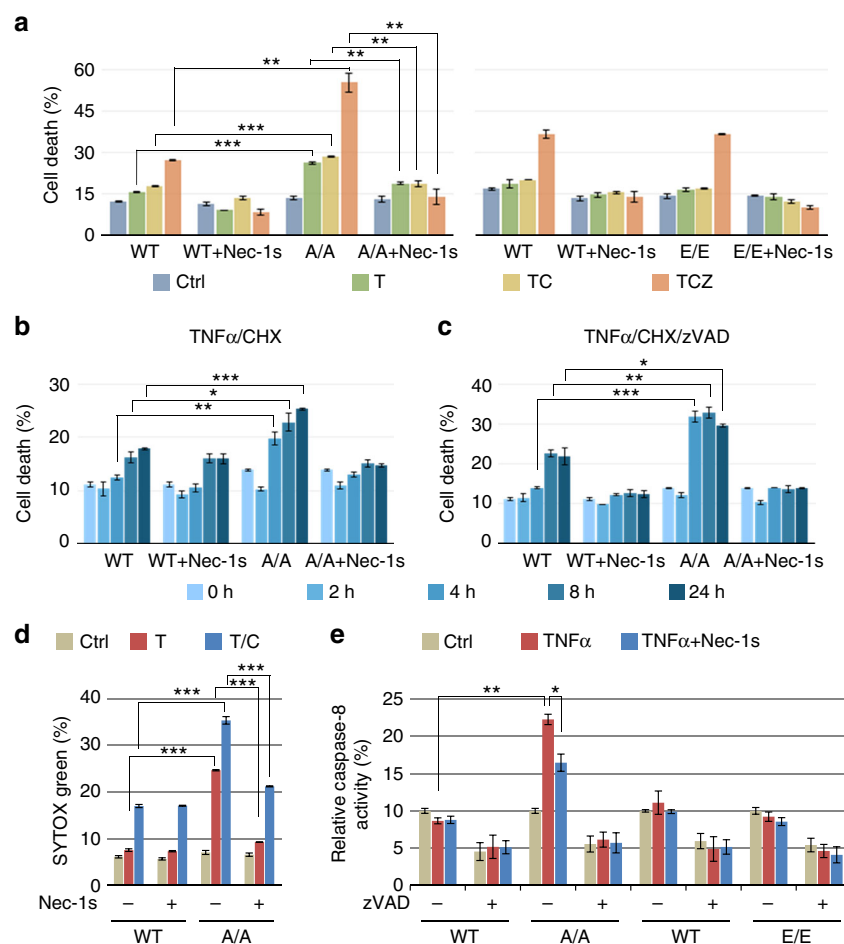 a
Cell death (%)
60
45
30
15
0
**
***
***
**
**
**
WT
WT+Nec-1s
A/A
A/A+Nec-1s
WT
WT+Nec-1s
E/E
E/E+Nec-1s
Ctrl
T
TC
TCZ
b
TNFα/CHX
Cell death (%)
30
20
10
0
***
*
**
WT
WT+Nec-1s
A/A
A/A+Nec-1s
c
TNFα/CHX/zVAD
Cell death (%)
40
30
20
10
0
*
**
***
WT
WT+Nec-1s
A/A
A/A+Nec-1s
0 h
2 h
4 h
8 h
24 h
d
Ctrl
T
T/C
SYTOX green (%)
40
30
20
10
0
***
***
***
***
Nec-1s
– + – +
WT
A/A
e
Ctrl
TNFα
TNFα+Nec-1s
Relative caspase-8
activity (%)
25
20
15
10
5
0
**
*
zVAD
– + – + – + – +
WT
A/A
WT
E/E